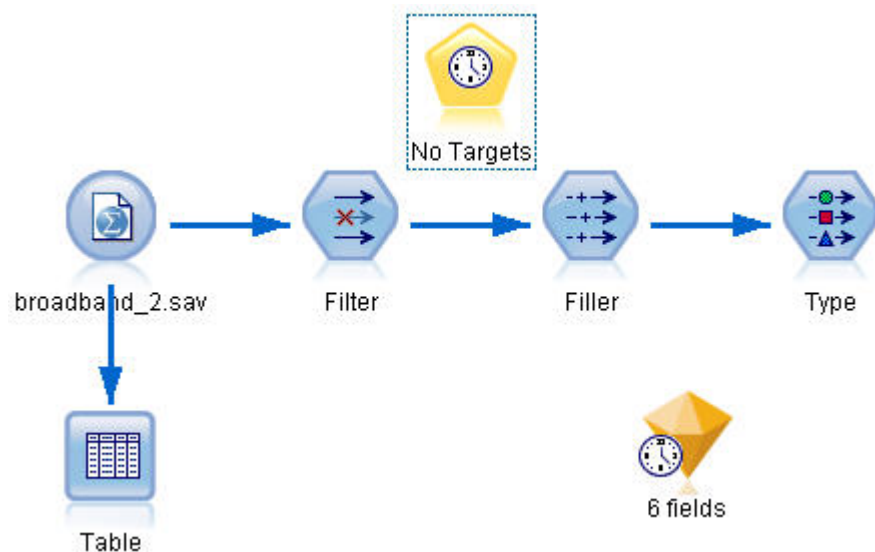 No Targets
broadband_2.sav
Filter
Filler
Type
6 fields
Table